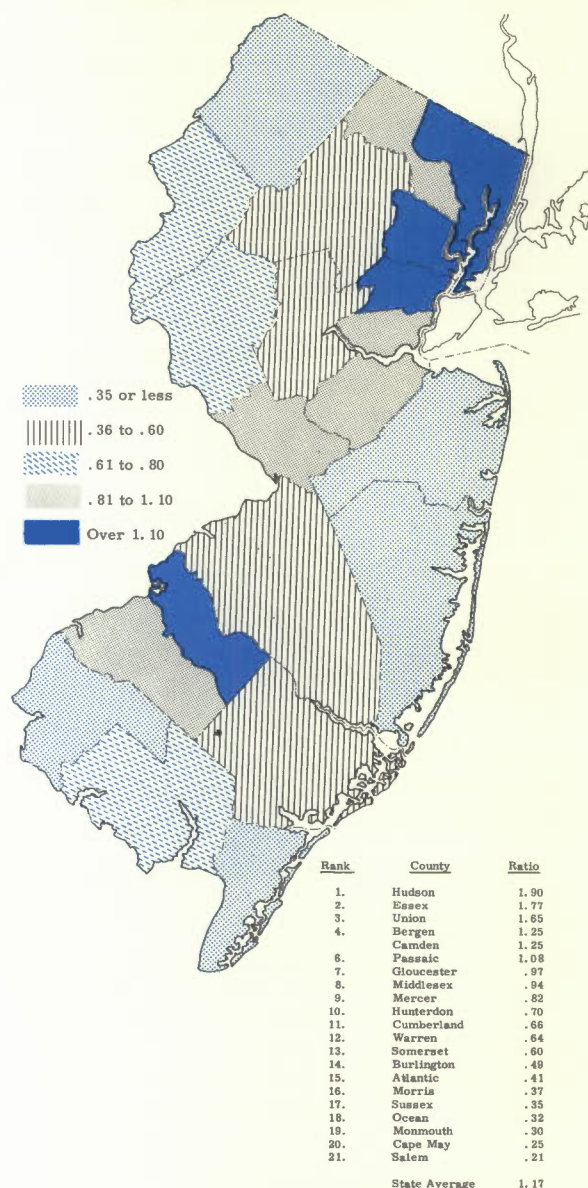 . 35 or less
. 36 to . 60
. 61 to . 80
. 81 to 1. 10
Over 1. 10
Rank County Ratio
1. Hudson 1. 90
2. Essex 1. 77
3. Union 1. 65
4. Bergen 1. 25
Camden 1. 25
6. Passaic 1. 08
7. Gloucester . 97
8. Middlesex . 94
9. Mercer . 82
10. Hunterdon . 70
11. Cumberland . 66
12. Warren . 64
13. Somerset . 60
14. Burlington . 49
15. Atlantic . 41
16. Morris . 37
17. Sussex . 35
18. Ocean . 32
19. Monmouth . 30
20. Cape May . 25
21. Salem . 21
State Average 1. 17